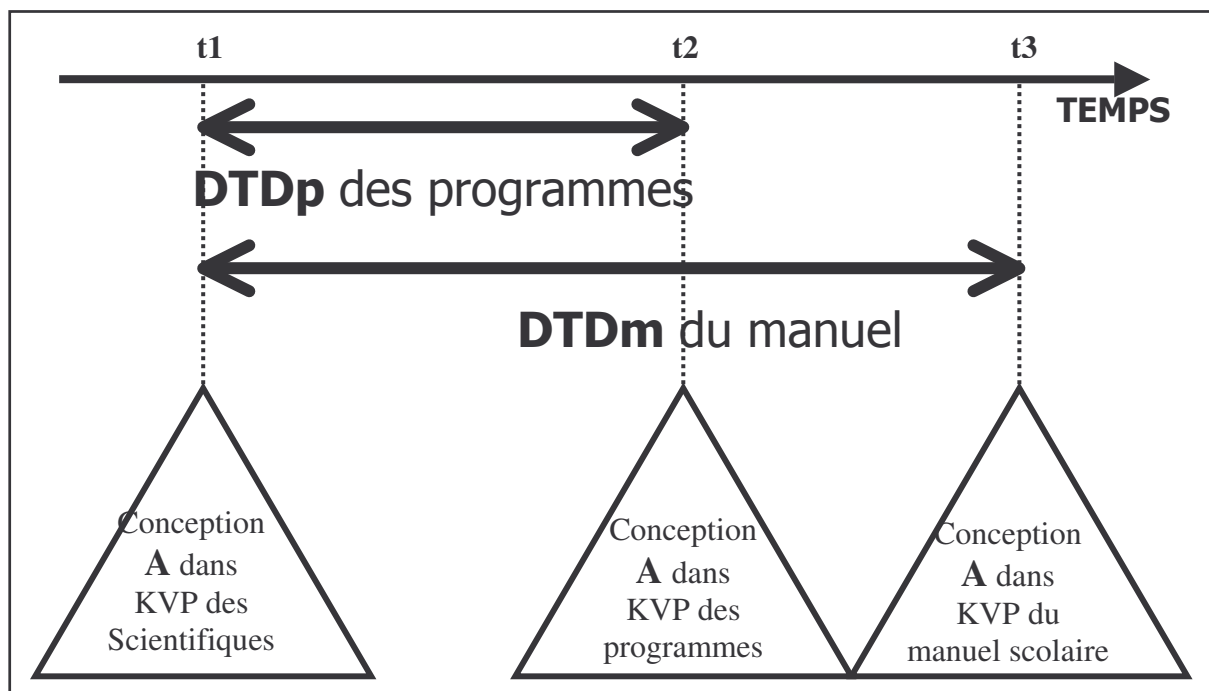 t1 t2 t3
TEMPS
DTDp des programmes
DTDm du manuel
Conception
A dans
KVP des
Scientifiques
Conception
A dans
KVP des
programmes
Conception
A dans
KVP du
manuel scolaire